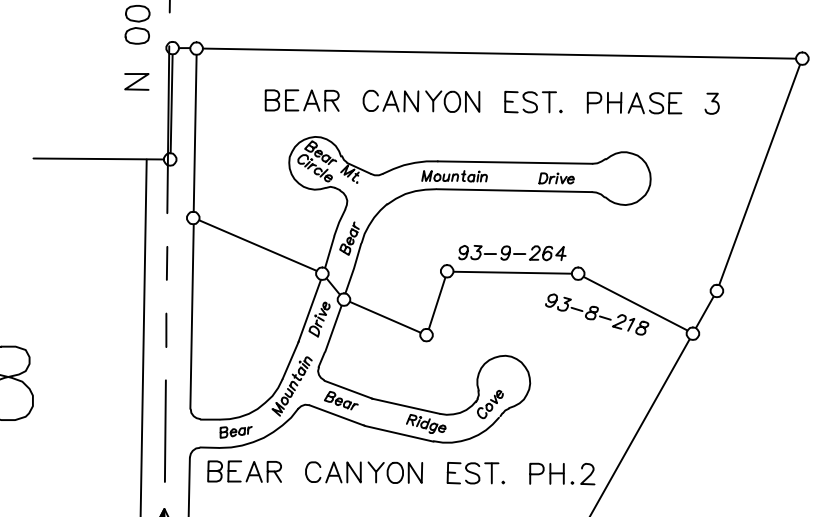 N 00
BEAR CANYON EST. PHASE 3
Bear Mt.
Circle
Mountain Drive
Bear
93-9-264
93-8-218
Drive
Mountain
Bear
Bear Ridge Cove
BEAR CANYON EST. PH.2